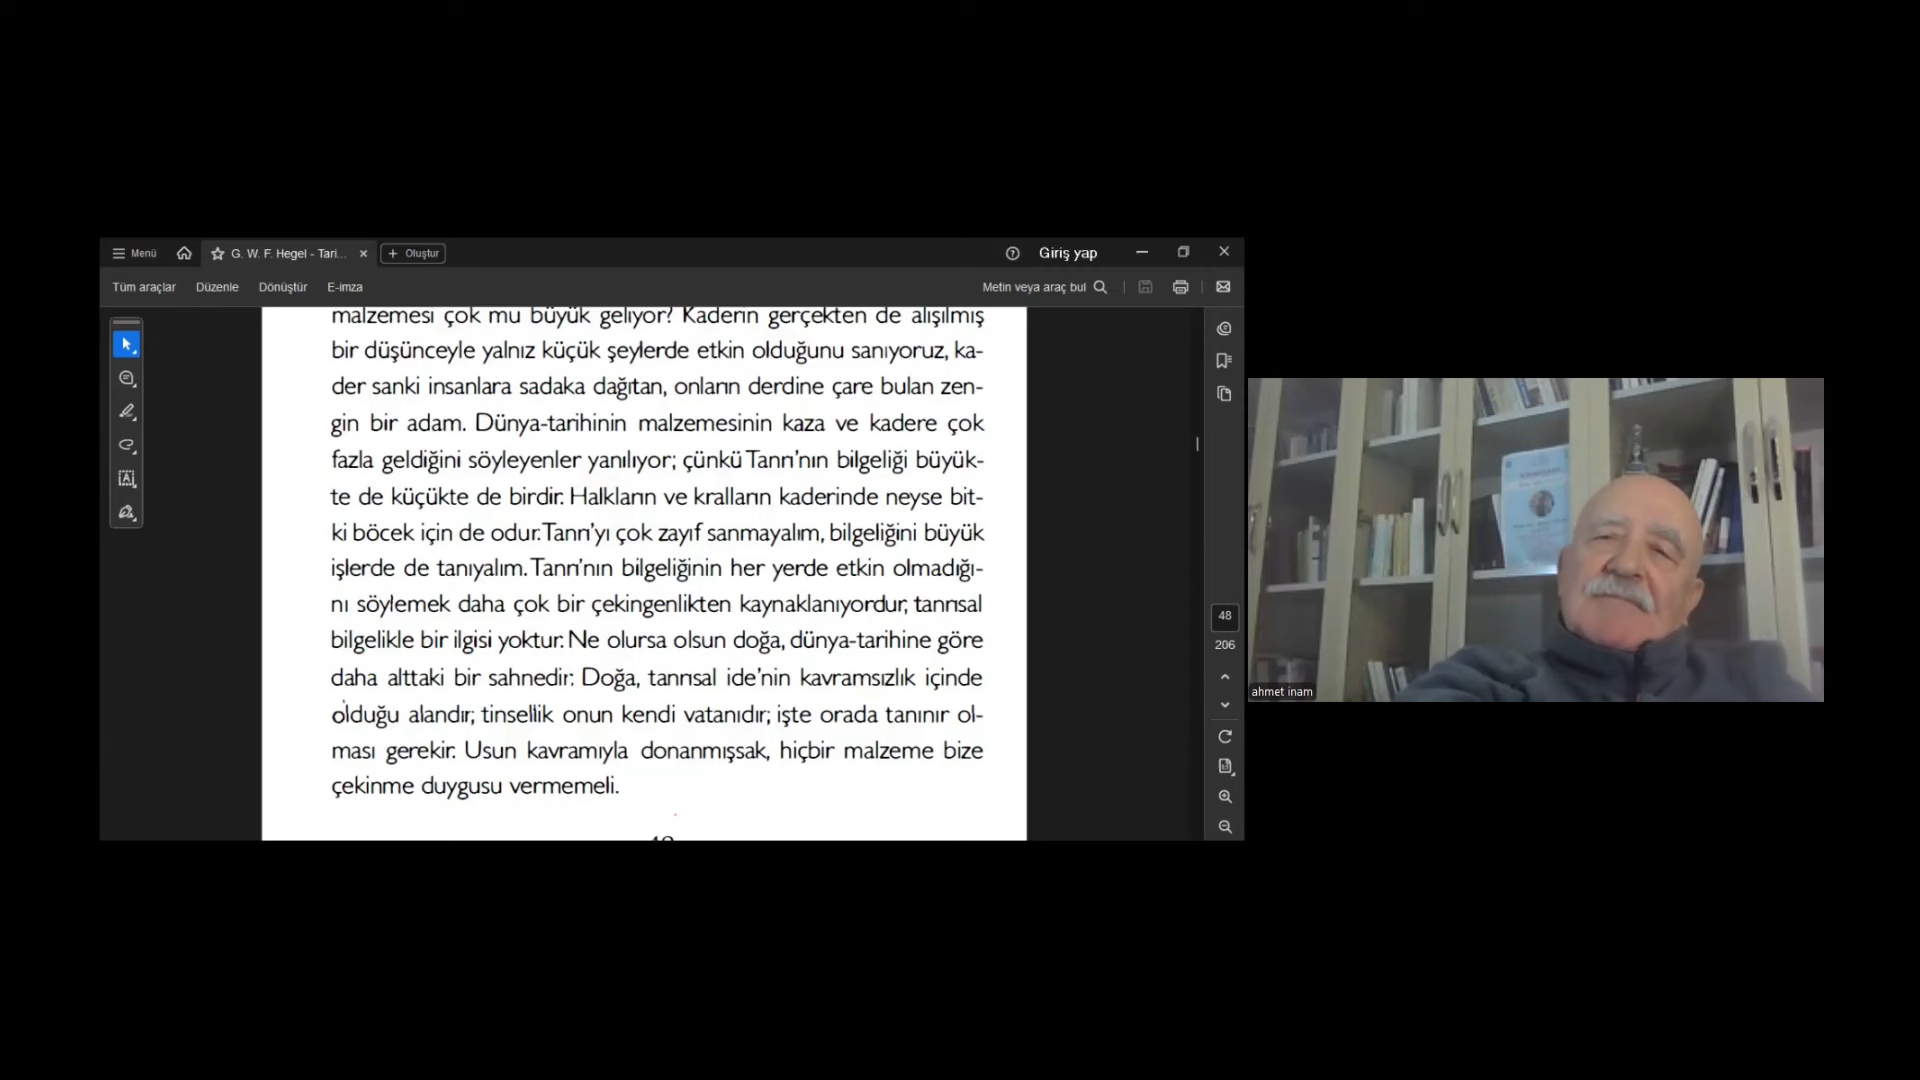 Menü
G. W. F. Hegel - Tari...
Oluştur
Giriş yap
Tüm araçlar
Düzenle
Dönüştür
E-imza
Metin veya araç bul
malzemesi çok mu büyük geliyor? Kaderin gerçekten de alışılmış
bir düşünceyle yalnız küçük şeylerde etkin olduğunu sanıyoruz, ka-
der sanki insanlara sadaka dağıtan, onların derdine çare bulan zen-
gin bir adam. Dünya-tarihinin malzemesinin kaza ve kadere çok
fazla geldiğini söyleyenler yanılıyor; çünkü Tanrı'nın bilgeliği büyük-
te de küçükte de birdir. Halkların ve kralların kaderinde neyse bit-
ki böcek için de odur. Tanrı'yı çok zayıf sanmayalım, bilgeliğini büyük
işlerde de tanıyalım. Tanrı'nın bilgeliğinin her yerde etkin olmadığı-
nı söylemek daha çok bir çekingenlikten kaynaklanıyordur, tanrısal
bilgelikle bir ilgisi yoktur. Ne olursa olsun doğa, dünya-tarihine göre
daha alttaki bir sahnedir: Doğa, tanrısal ide'nin kavramsızlık içinde
olduğu alandır; tinsellik onun kendi vatanıdır; işte orada tanınır ol-
ması gerekir. Usun kavramıyla donanmışsak, hiçbir malzeme bize
çekinme duygusu vermemeli.
48
206
ahmet inam